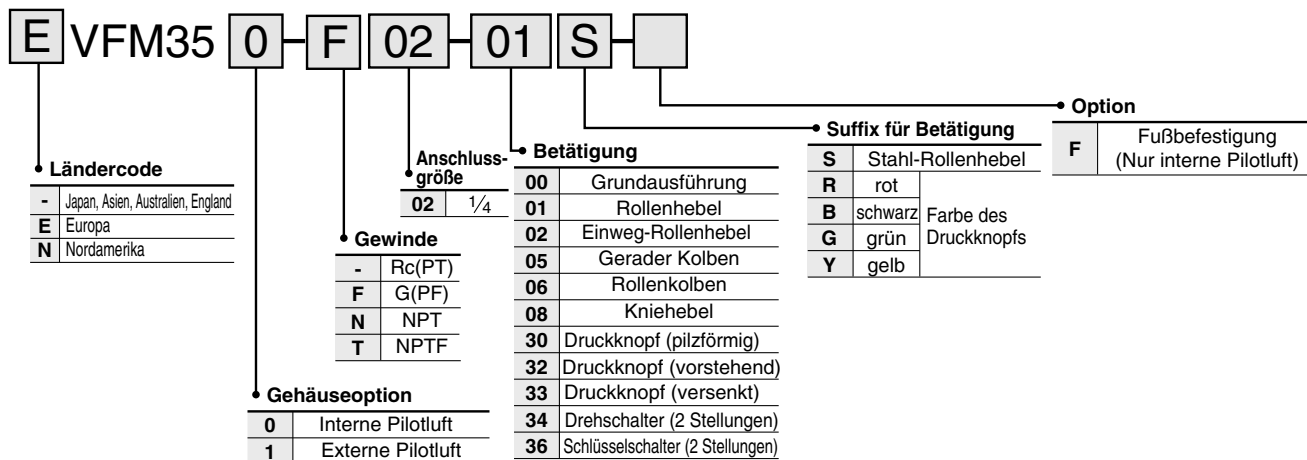 E VFM35 0 - F 02 - 01 S -
Ländercode
- Japan, Asien, Australien, England
E Europa
N Nordamerika
Gehäuseoption
0 Interne Pilotluft
1 Externe Pilotluft
Gewinde
- Rc(PT)
F G(PF)
N NPT
T NPTF
Anschluss-
größe
02 1/4
Betätigung
00 Grundausführung
01 Rollenhebel
02 Einweg-Rollenhebel
05 Gerader Kolben
06 Rollenkolben
08 Kniehebel
30 Druckknopf (pilzförmig)
32 Druckknopf (vorstehend)
33 Druckknopf (versenkt)
34 Drehschalter (2 Stellungen)
36 Schlüsselschalter (2 Stellungen)
Suffix für Betätigung
S Stahl-Rollenhebel
R rot
B schwarz
G grün
Y gelb
Farbe des
Druckknopfs
Option
F Fußbefestigung
(Nur interne Pilotluft)